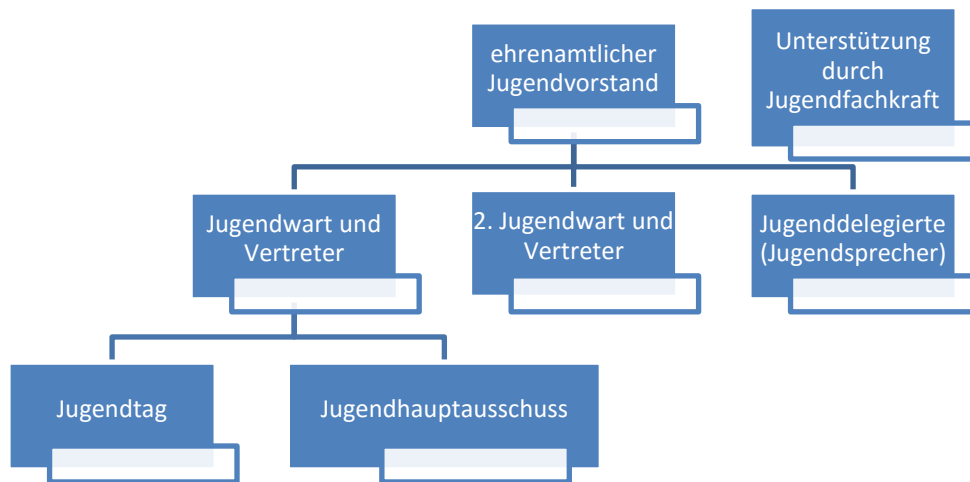 ehrenamtlicher
Jugendvorstand
Unterstützung
durch
Jugendfachkraft
Jugendwart und
Vertreter
2. Jugendwart und
Vertreter
Jugenddelegierte
(Jugendsprecher)
Jugendtag
Jugendhauptausschuss